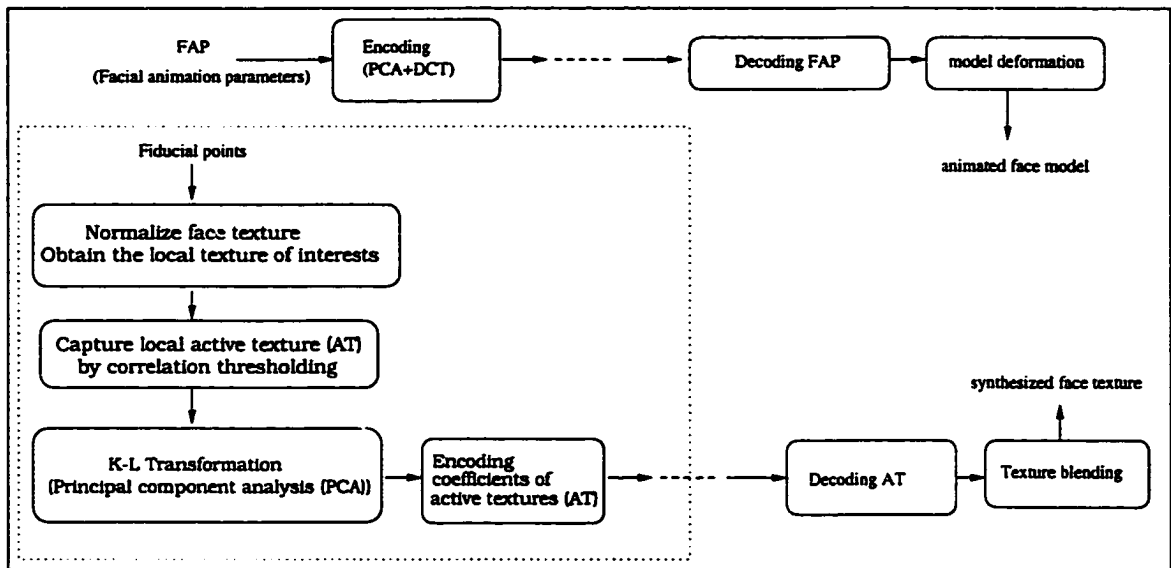 FAP
(Facial animation parameters)
Encoding
(PCA+DCT)
Decoding FAP
model deformation
animated face model
Fiducial points
Normalize face texture
Obtain the local texture of interests
Capture local active texture (AT)
by correlation thresholding
K-L Transformation
(Principal component analysis (PCA))
Encoding
coefficients of
active textures (AT)
Decoding AT
Texture blending
synthesized face texture